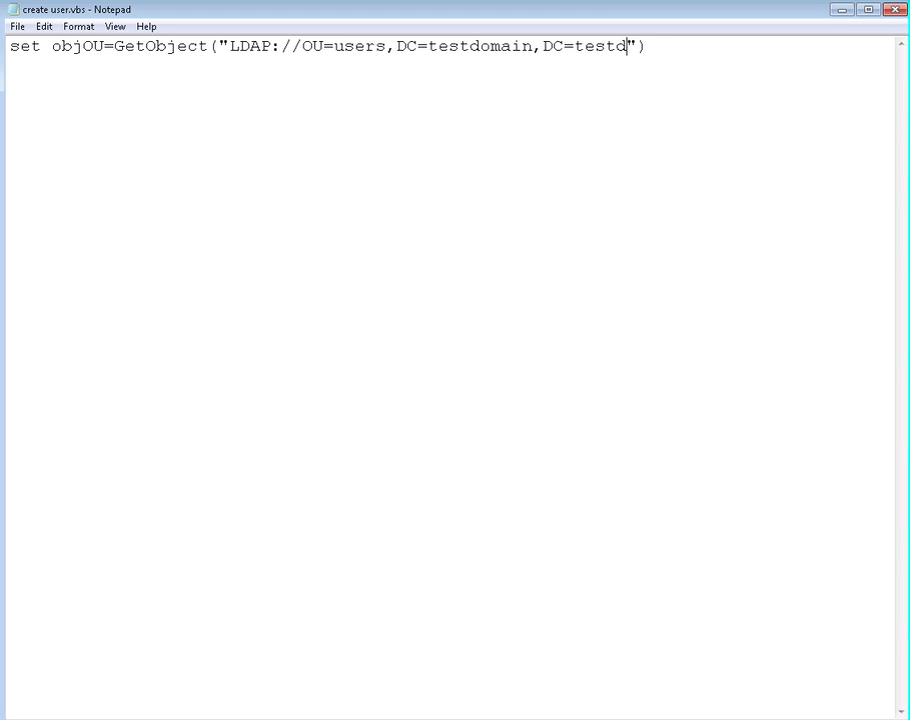 create user.vbs - Notepad
File Edit Format View Help
set objOU=GetObject("LDAP://OU=users,DC=testdomain,DC=testd")